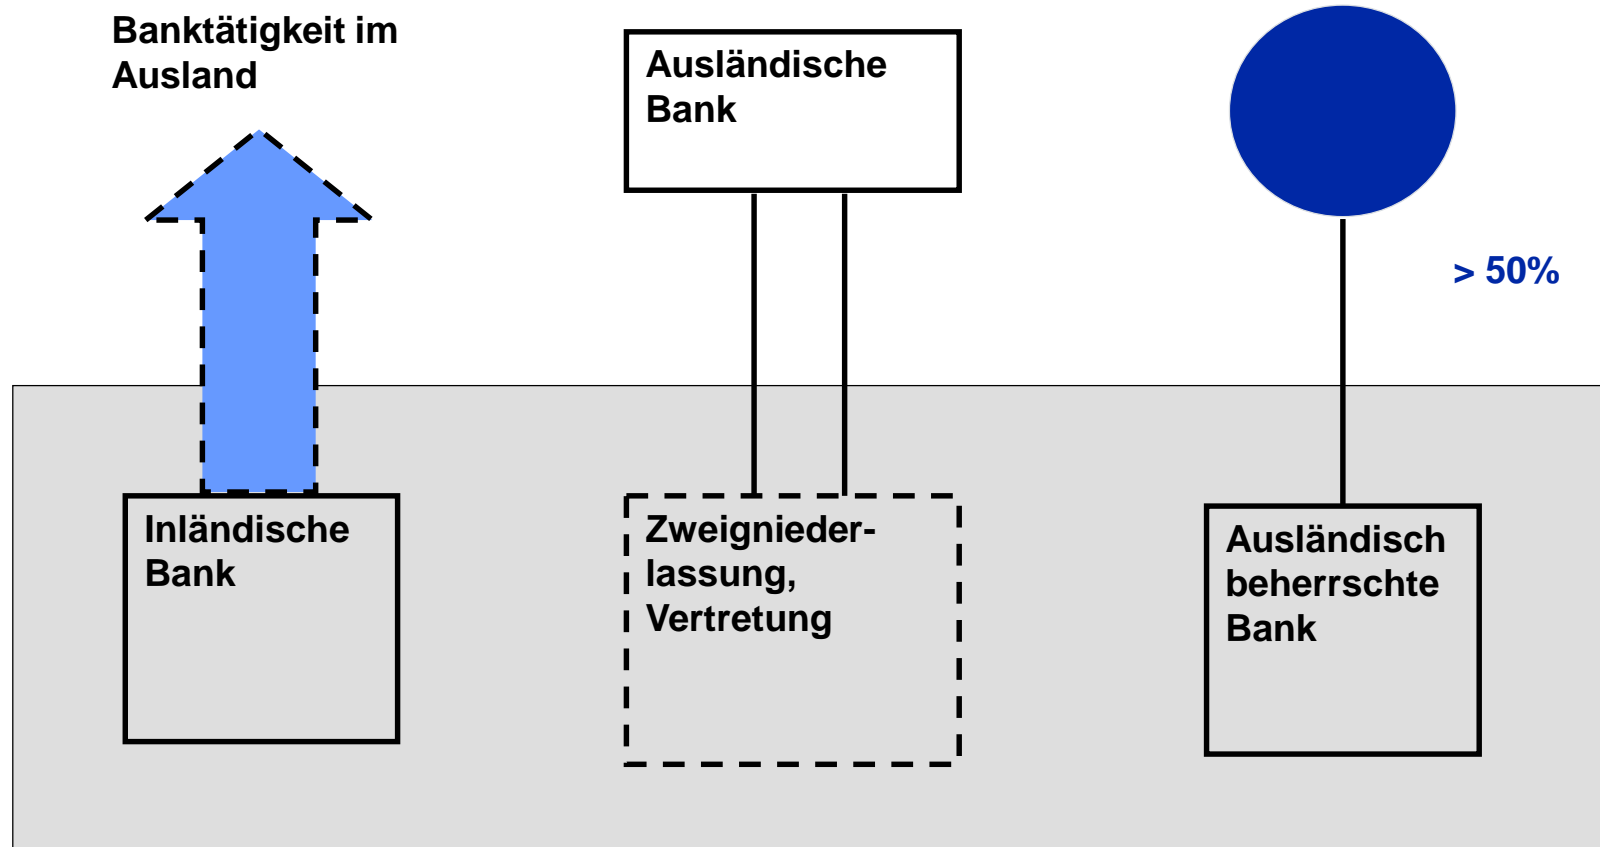 Banktätigkeit im
Ausland
Ausländische
Bank
> 50%
Inländische
Bank
Zweignieder-
lassung,
Vertretung
Ausländisch
beherrschte
Bank